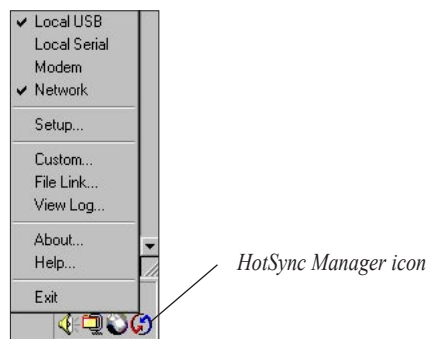 Local USB
Local Serial
Modem
Network
Setup...
Custom...
File Link...
View Log...
About...
Help...
Exit
HotSync Manager icon